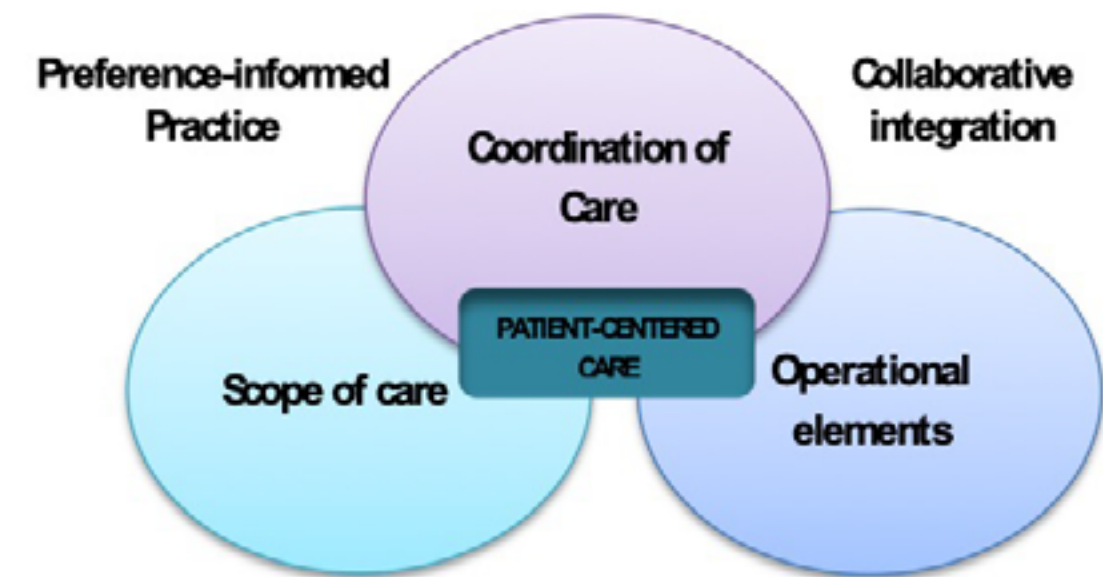 Preference-informed
Practice
Collaborative
integration
Coordination of
Care
PATIENT-CENTERED
CARE
Scope of care
Operational
elements